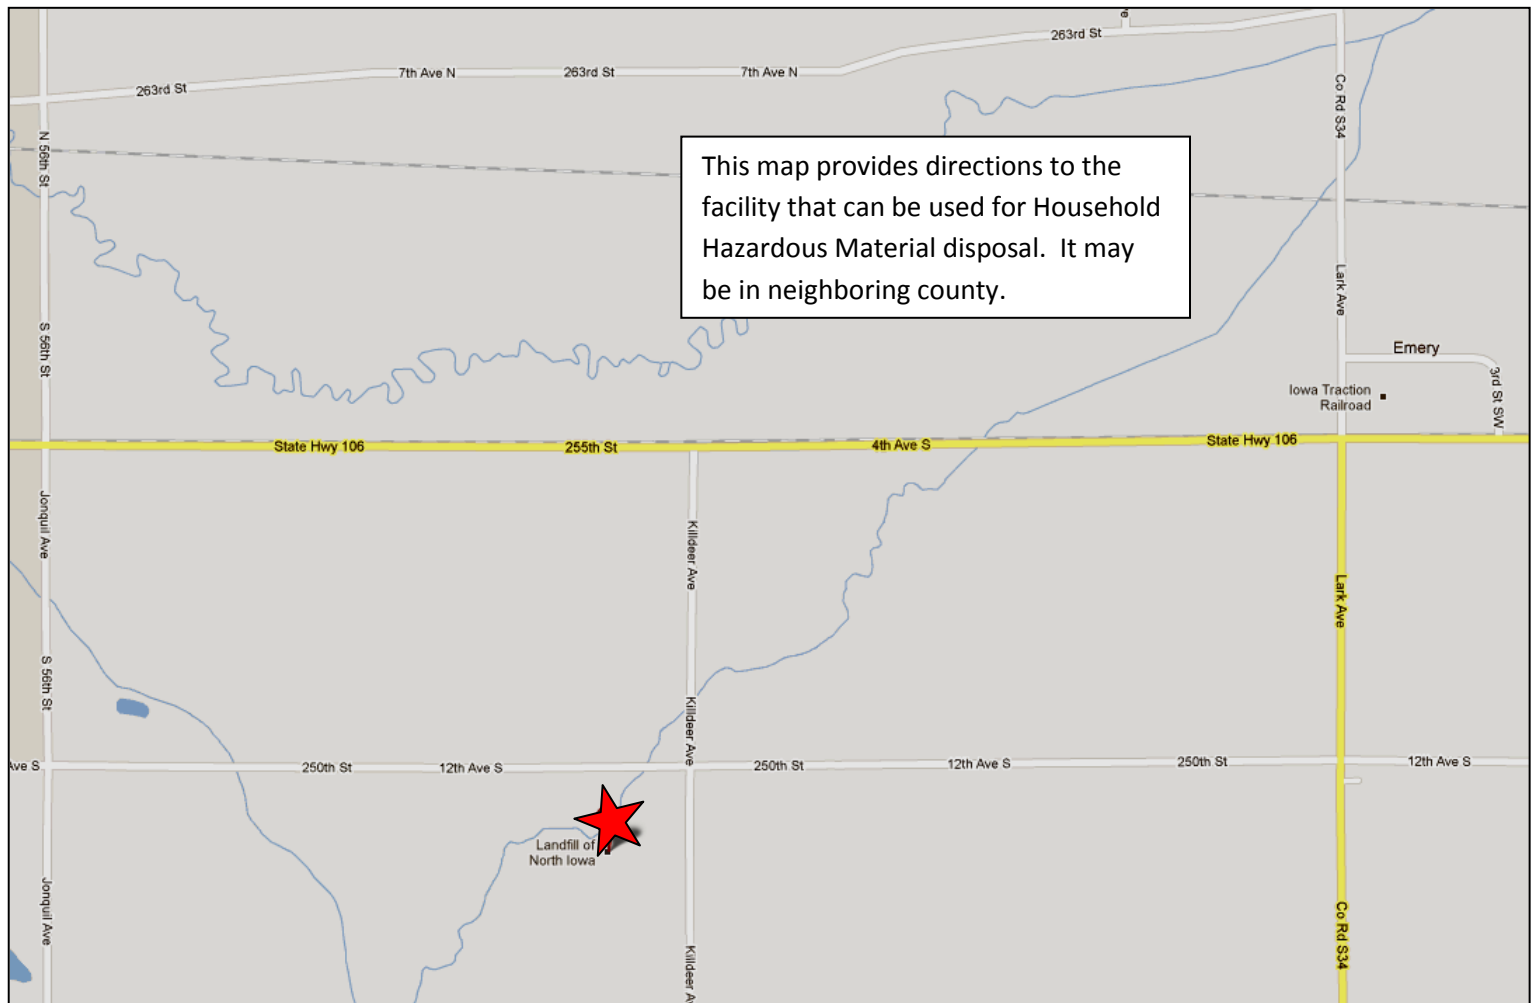 e
263rd St
7th Ave N
263rd St
7th Ave N
263rd St
Co Rd S34
N 56th St
This map provides directions to the
facility that can be used for Household
Hazardous Material disposal.  It may
be in neighboring county.
Lark Ave
S 56th St
Emery
Iowa Traction
Railroad
3rd St SW
State Hwy 106
255th St
4th Ave S
State Hwy 106
Jonquil Ave
Killdeer Ave
Lark Ave
S 56th St
Killdeer Ave
Ave S
250th St
12th Ave S
250th St
12th Ave S
250th St
12th Ave S
Landfill of
North Iowa
Jonquil Ave
Co Rd S34
Killdeer A